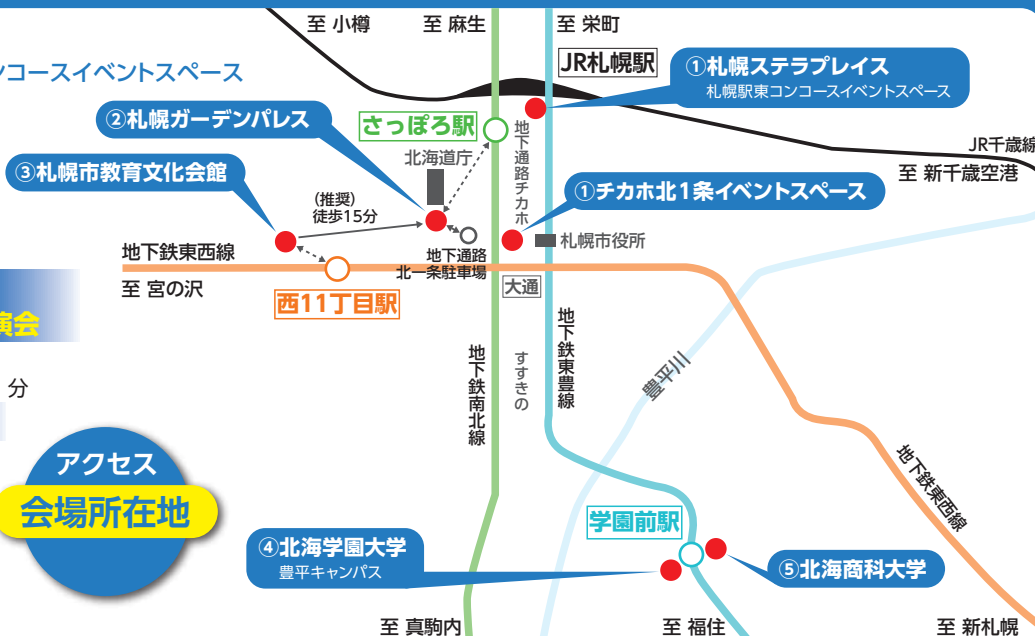 至 小樽
至 麻生
至 栄町
ンコースイベントスペース
JR札幌駅
①札幌ステラプレイス
札幌駅東コンコースイベントスペース
②札幌ガーデンパレス
さっぽろ駅
地下通路チカホ
JR千歳線
至 新千歳空港
北海道庁
③札幌市教育文化会館
①チカホ北1条イベントスペース
(推奨)
徒歩15分
札幌市役所
地下鉄東西線
地下通路
北一条駐車場
至 宮の沢
西11丁目駅
大通
演会
地下鉄南北線
すすきの
地下鉄東豊線
豊平川
分
アクセス
会場所在地
地下鉄東西線
学園前駅
④北海学園大学
豊平キャンパス
⑤北海商科大学
至 真駒内
至 福住
至 新札幌